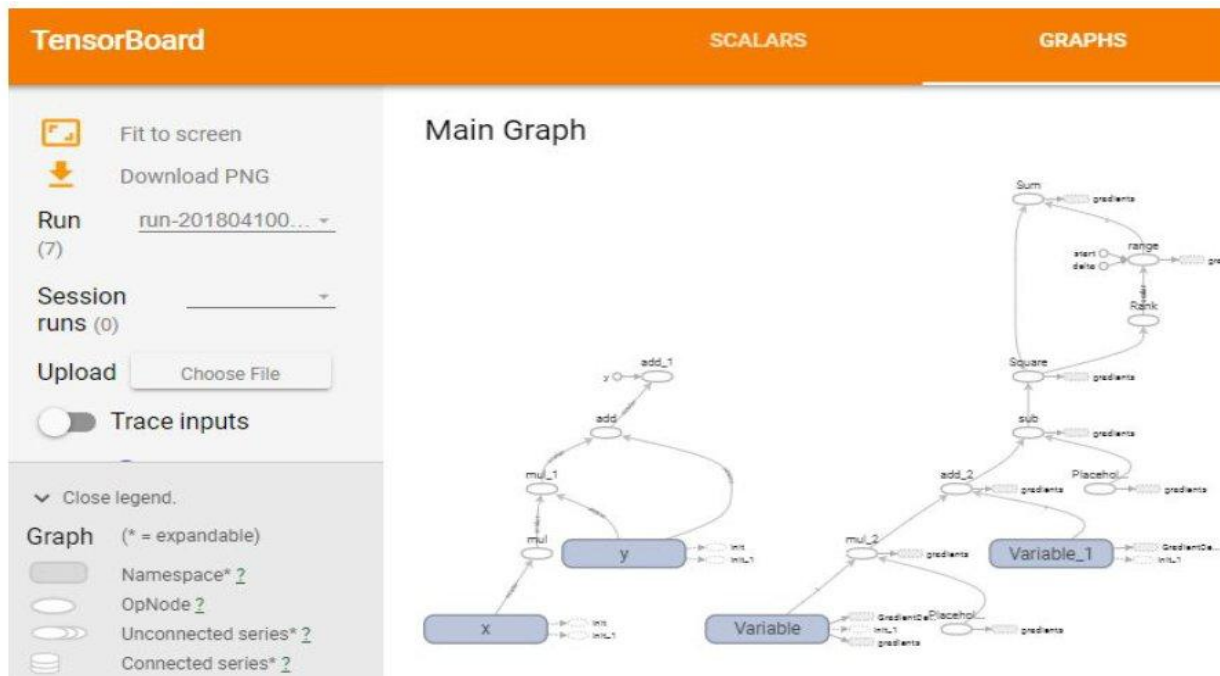 TensorBoard
SCALARS
GRAPHS
Fit to screen
Download PNG
Run
(7)
run-201804100...
Session
runs (0)
Upload
Choose File
Trace inputs
Close legend.
Graph
(* = expandable)
Namespace* ?
OpNode ?
Unconnected series* ?
Connected series* ?
Main Graph
add_1
y
add
mul_1
mul
y
init
init_1
x
init
init_1
Sum
gradients
range
start
delta
gra
Rank
Square
gradients
sub
gradients
add_2
gradients
Placehol...
gradients
mul_2
gradients
Variable_1
GradientDe...
init_1
Variable
GradientDe
init_1
gradients
Placehol...
gradients